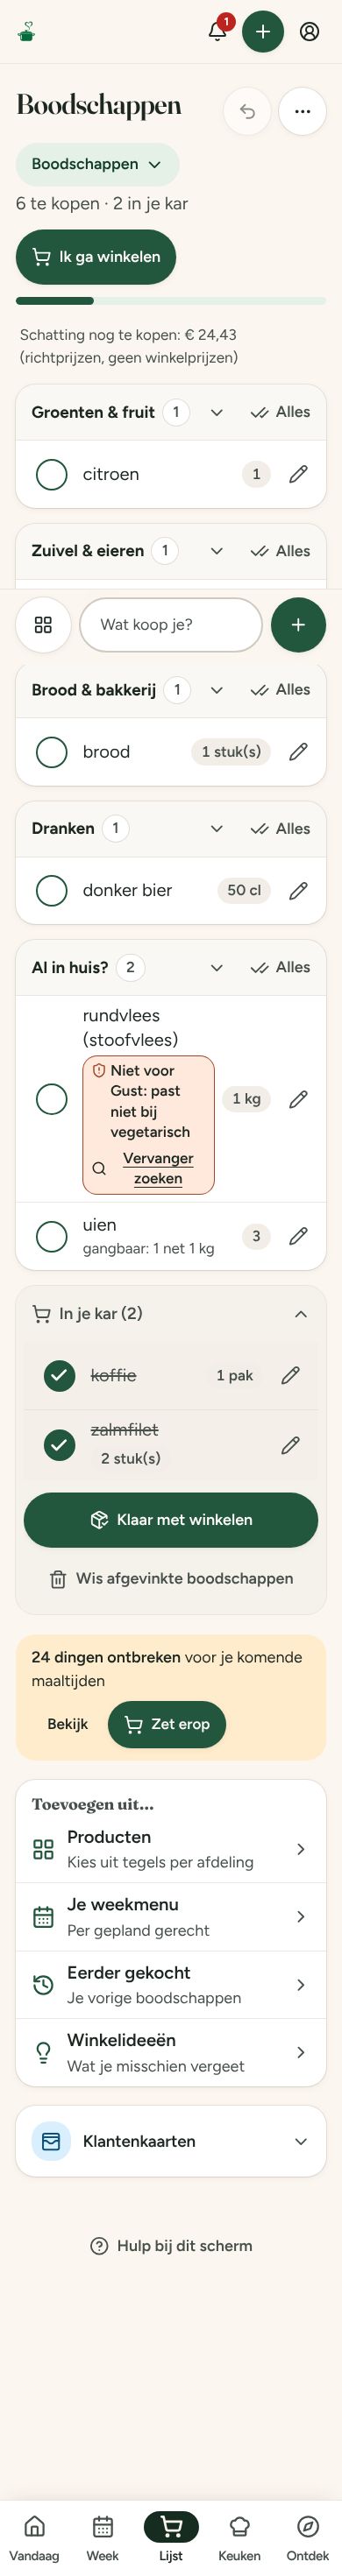 1
Boodschappen
Boodschappen
6 te kopen · 2 in je kar
Ik ga winkelen
Schatting nog te kopen: € 24,43
(richtprijzen, geen winkelprijzen)
Groenten & fruit 1 Alles
citroen 1
Zuivel & eieren 1 Alles
Wat koop je?
Brood & bakkerij 1 Alles
brood 1 stuk(s)
Dranken 1 Alles
donker bier 50 cl
Al in huis? 2 Alles
rundvlees
(stoofvlees)
Niet voor
Gust: past
niet bij
vegetarisch
Vervanger
zoeken
1 kg
uien 3
gangbaar: 1 net 1 kg
In je kar (2)
koffie 1 pak
zalmfilet
2 stuk(s)
Klaar met winkelen
Wis afgevinkte boodschappen
24 dingen ontbreken voor je komende
maaltijden
Bekijk Zet erop
Toevoegen uit...
Producten
Kies uit tegels per afdeling
Je weekmenu
Per gepland gerecht
Eerder gekocht
Je vorige boodschappen
Winkelideeën
Wat je misschien vergeet
Klantenkaarten
Hulp bij dit scherm
Vandaag Week Lijst Keuken Ontdek